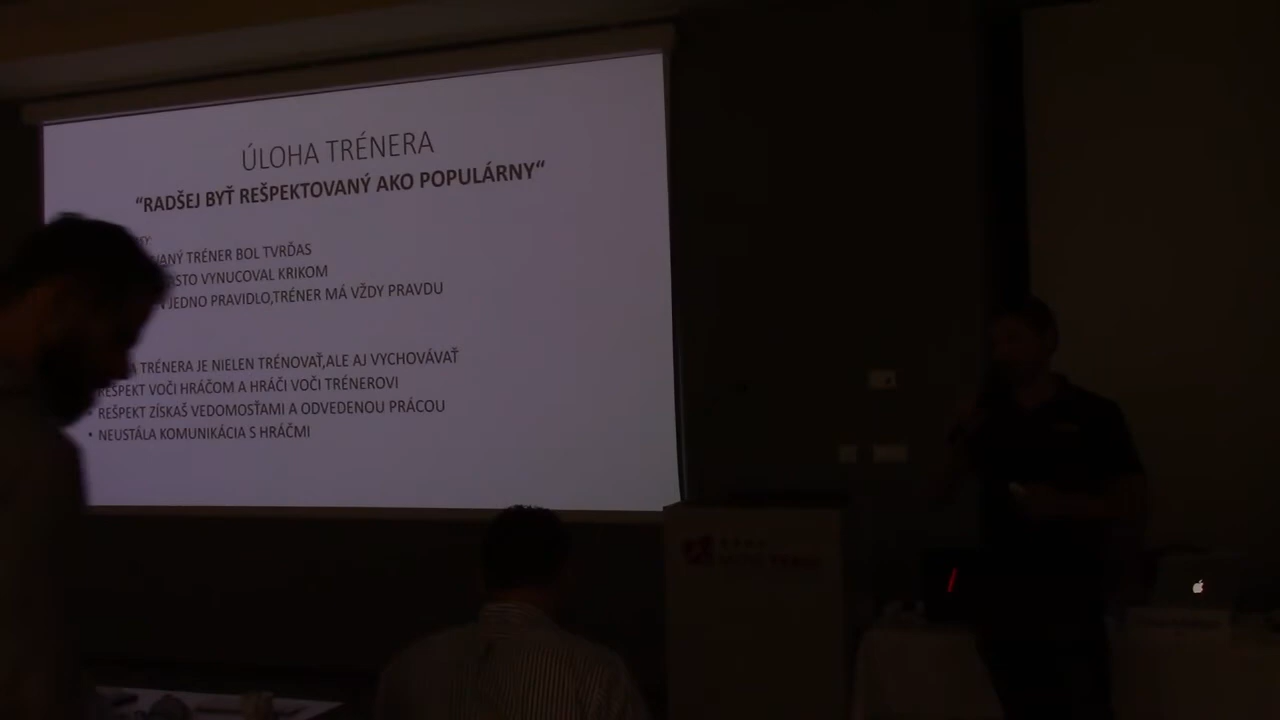 ÚLOHA TRÉNERA
“RADŠEJ BYŤ REŠPEKTOVANÝ AKO POPULÁRNY“
TRÉNER BOL TVRĎAS
VYNUCOVAL KRIKOM
JEDNO PRAVIDLO,TRÉNER MÁ VŽDY PRAVDU
TRÉNERA JE NIELEN TRÉNOVAŤ,ALE AJ VYCHOVÁVAŤ
REŠPEKT VOČI HRÁČOM A HRÁČI VOČI TRÉNEROVI
• REŠPEKT ZÍSKAŠ VEDOMOSŤAMI A ODVEDENOU PRÁCOU
• NEUSTÁLA KOMUNIKÁCIA S HRÁČMI